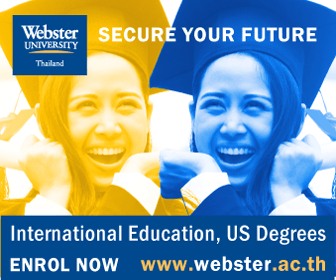 Webster
UNIVERSITY
Thailand
SECURE YOUR FUTURE
International Education, US Degrees
ENROL NOW www.webster.ac.th